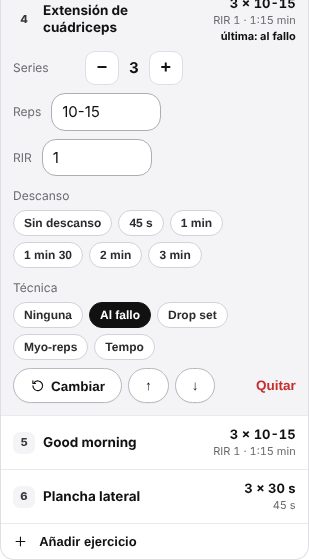 4 Extensión de cuádriceps
3 × 10-15
RIR 1 · 1:15 min
última: al fallo
Series − 3 +
Reps 10-15
RIR 1
Descanso
Sin descanso 45 s 1 min
1 min 30 2 min 3 min
Técnica
Ninguna Al fallo Drop set
Myo-reps Tempo
Cambiar ↑ ↓ Quitar
5 Good morning 3 × 10-15
RIR 1 · 1:15 min
6 Plancha lateral 3 × 30 s
45 s
+ Añadir ejercicio